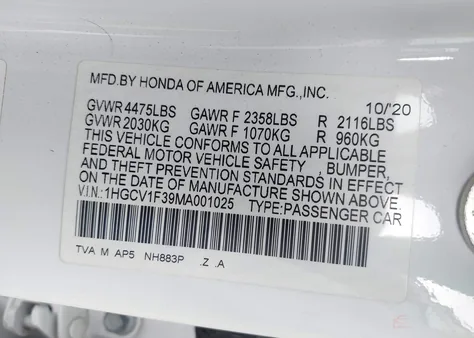 MFD.BY HONDA OF AMERICA MFG.,INC. 10/'20
GVWR 4475LBS GAWR F 2358LBS R 2116LBS
GVWR 2030KG GAWR F 1070KG R 960KG
THIS VEHICLE CONFORMS TO ALL APPLICABLE
FEDERAL MOTOR VEHICLE SAFETY , BUMPER,
AND THEFT PREVENTION STANDARDS IN EFFECT
ON THE DATE OF MANUFACTURE SHOWN ABOVE.
V.I.N.:1HGCV1F39MA001025 TYPE:PASSENGER CAR
TVA M AP5 NH883P .Z .A